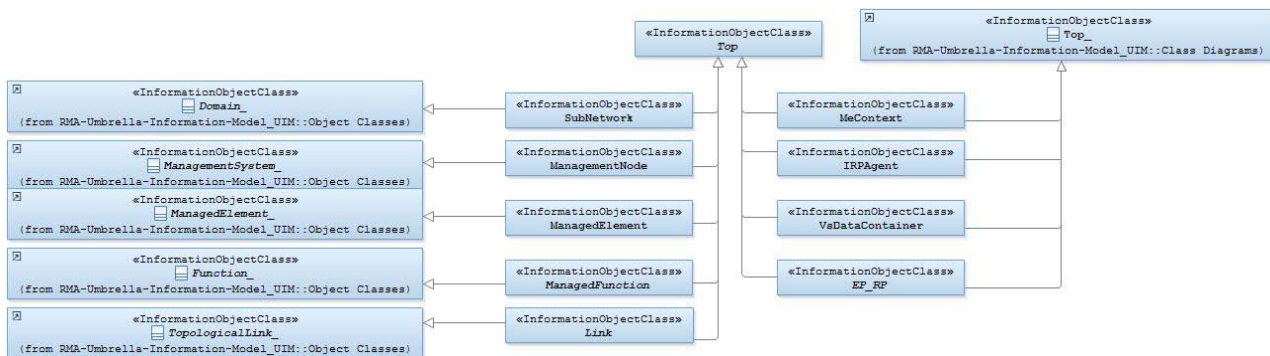 «InformationObjectClass»
Top
«InformationObjectClass»
Top_
(from RMA-Umbrella-Information-Model_UIM::Class Diagrams)
«InformationObjectClass»
Domain_
(from RMA-Umbrella-Information-Model_UIM::Object Classes)
«InformationObjectClass»
SubNetwork
«InformationObjectClass»
MeContext
«InformationObjectClass»
ManagementSystem_
(from RMA-Umbrella-Information-Model_UIM::Object Classes)
«InformationObjectClass»
ManagementNode
«InformationObjectClass»
IRPAgent
«InformationObjectClass»
ManagedElement_
(from RMA-Umbrella-Information-Model_UIM::Object Classes)
«InformationObjectClass»
ManagedElement
«InformationObjectClass»
VsDataContainer
«InformationObjectClass»
Function_
(from RMA-Umbrella-Information-Model_UIM::Object Classes)
«InformationObjectClass»
ManagedFunction
«InformationObjectClass»
EP_RP
«InformationObjectClass»
TopologicalLink_
(from RMA-Umbrella-Information-Model_UIM::Object Classes)
«InformationObjectClass»
Link